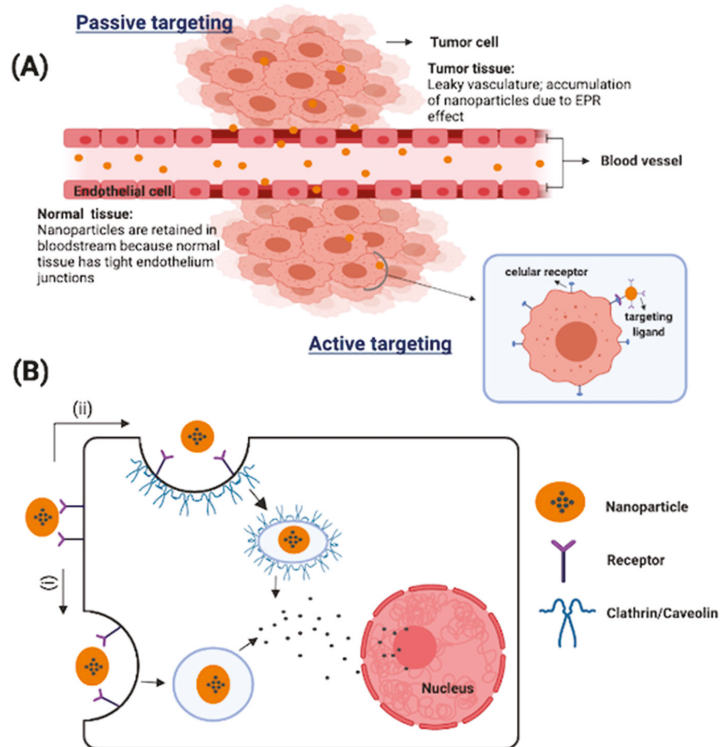 Passive targeting
(A)
Tumor cell
Tumor tissue:
Leaky vasculature; accumulation
of nanoparticles due to EPR
effect
Blood vessel
Endothelial cell
Normal tissue:
Nanoparticles are retained in
bloodstream because normal
tissue has tight endothelium
junctions
celular receptor
targeting
ligand
Active targeting
(B)
(ii)
(i)
Nanoparticle
Receptor
Clathrin/Caveolin
Nucleus